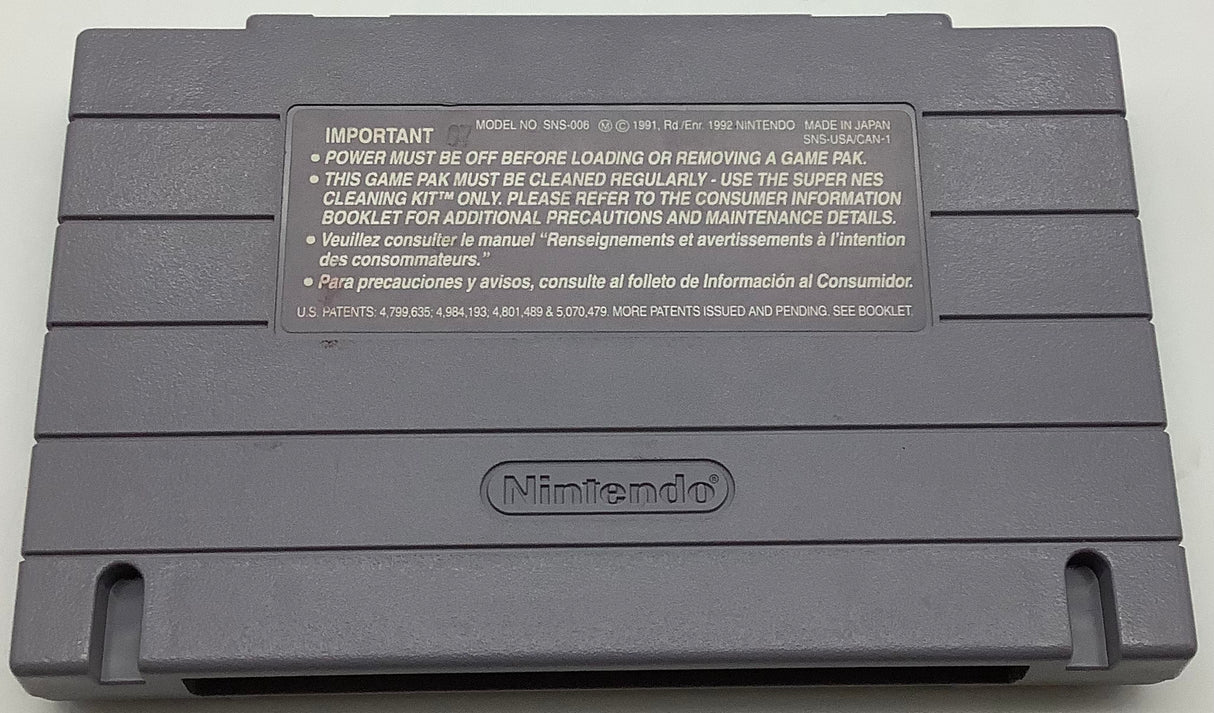 IMPORTANT 07 MODEL NO. SNS-006 Ⓜ © 1991, Rd./Enr. 1992 NINTENDO MADE IN JAPAN
SNS-USA/CAN-1
• POWER MUST BE OFF BEFORE LOADING OR REMOVING A GAME PAK.
• THIS GAME PAK MUST BE CLEANED REGULARLY - USE THE SUPER NES
CLEANING KIT™ ONLY. PLEASE REFER TO THE CONSUMER INFORMATION
BOOKLET FOR ADDITIONAL PRECAUTIONS AND MAINTENANCE DETAILS.
• Veuillez consulter le manuel “Renseignements et avertissements à l'intention
des consommateurs.”
• Para precauciones y avisos, consulte al folleto de Información al Consumidor.
U.S. PATENTS: 4,799,635; 4,984,193; 4,801,489 & 5,070,479. MORE PATENTS ISSUED AND PENDING. SEE BOOKLET.
Nintendo®